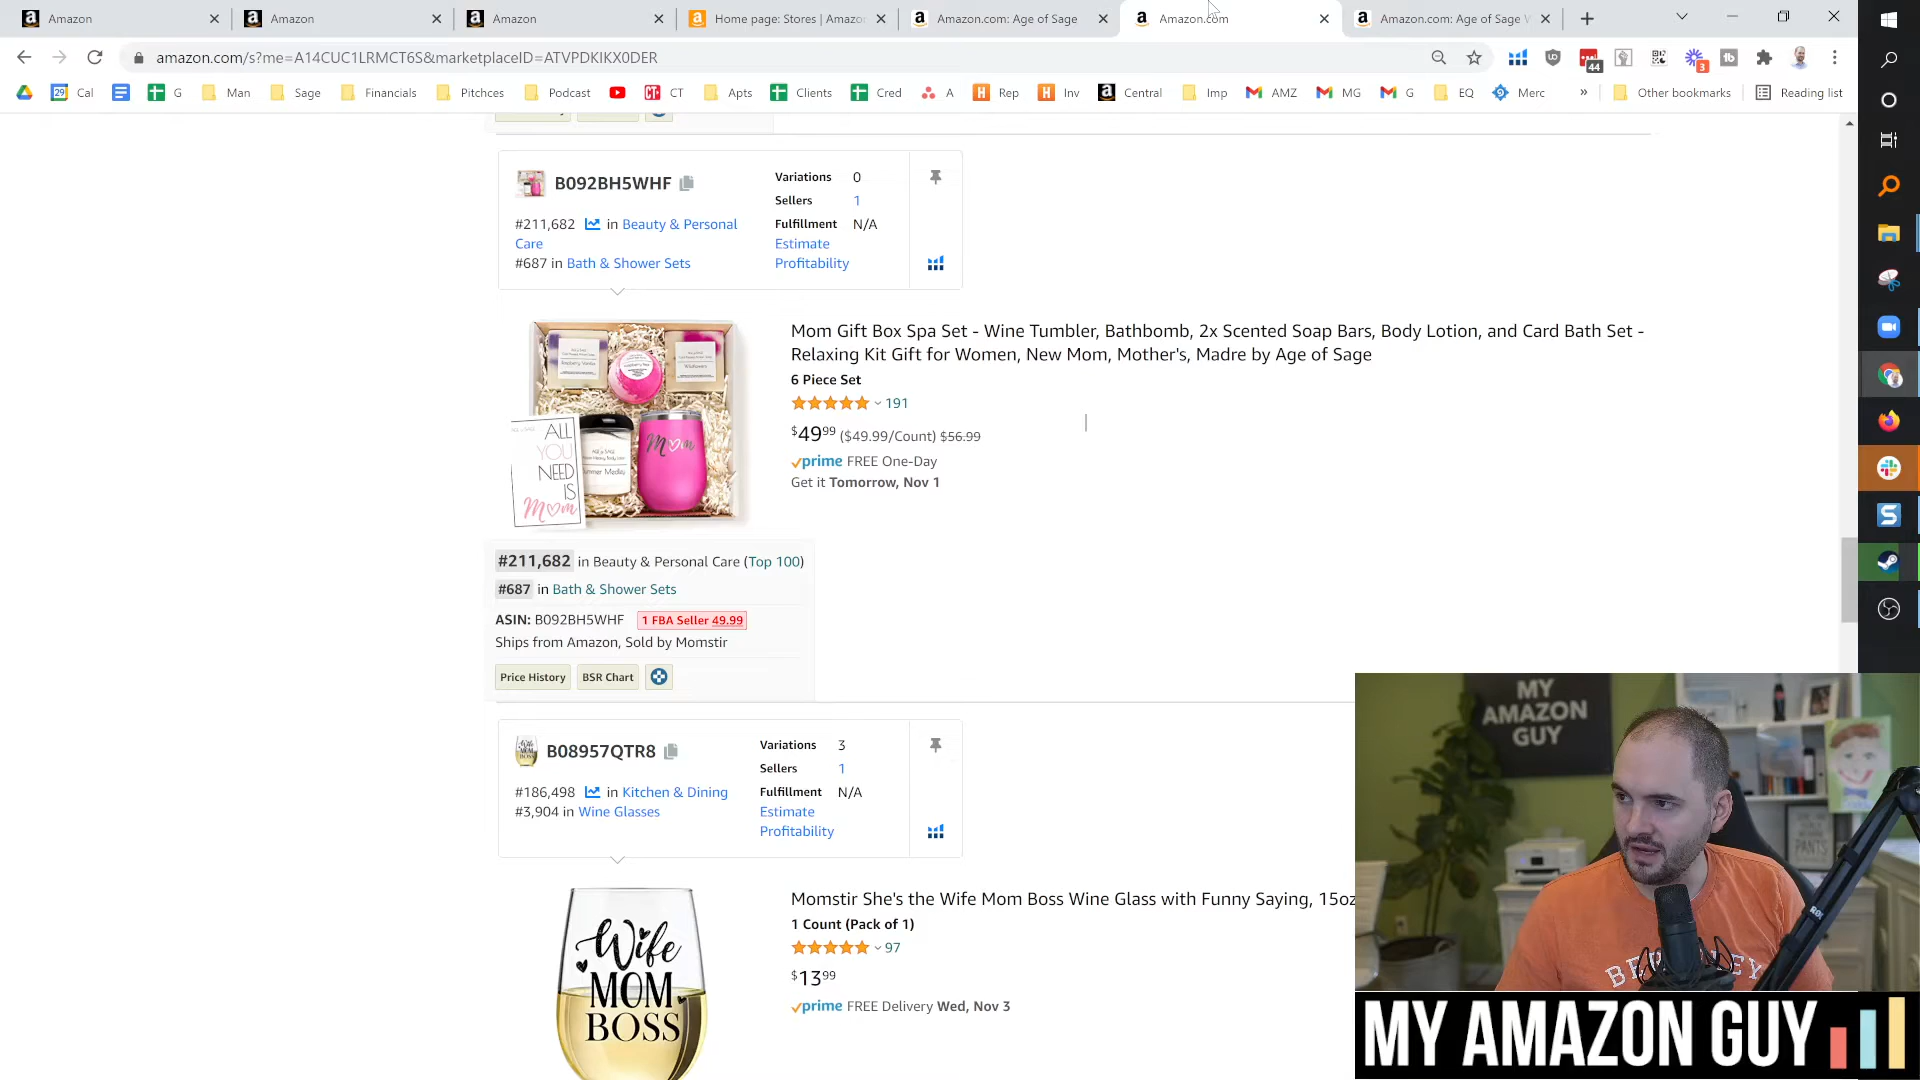 Amazon
Amazon
Amazon
Home page: Stores | Amazo
Amazon.com: Age of Sage
Amazon.com
Amazon.com: Age of Sage W
amazon.com/s?me=A14CUC1LRMCT6S&marketplaceID=ATVPDKIKX0DER
44
3
Cal
G
Man
Sage
Financials
Pitchces
Podcast
CT
Apts
Clients
Cred
A
Rep
Inv
Central
Imp
AMZ
MG
G
EQ
Merc
»
Other bookmarks
Reading list
B092BH5WHF
#211,682 in Beauty & Personal
Care
#687 in Bath & Shower Sets
Variations 0
Sellers 1
Fulfillment N/A
Estimate
Profitability
Mom Gift Box Spa Set - Wine Tumbler, Bathbomb, 2x Scented Soap Bars, Body Lotion, and Card Bath Set -
Relaxing Kit Gift for Women, New Mom, Mother's, Madre by Age of Sage
6 Piece Set
191
$49.99 ($49.99/Count) $56.99
prime FREE One-Day
Get it Tomorrow, Nov 1
ALL
YOU
NEED
IS
Mom
Mom
#211,682 in Beauty & Personal Care (Top 100)
#687 in Bath & Shower Sets
ASIN: B092BH5WHF 1 FBA Seller 49.99
Ships from Amazon, Sold by Momstir
Price History BSR Chart
B08957QTR8
#186,498 in Kitchen & Dining
#3,904 in Wine Glasses
Variations 3
Sellers 1
Fulfillment N/A
Estimate
Profitability
Momstir She's the Wife Mom Boss Wine Glass with Funny Saying, 15oz
1 Count (Pack of 1)
97
$13.99
prime FREE Delivery Wed, Nov 3
Wife
MOM
BOSS
MY
AMAZON
GUY
MY AMAZON GUY